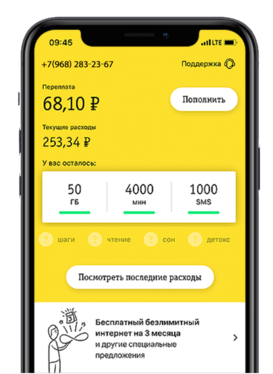 09:45 LTE
+7(968) 283-23-67 Поддержка
Переплата
68,10 ₽ Пополнить
Текущие расходы
253,34 ₽
У вас осталось:
50 4000 1000
ГБ мин SMS
шаги чтение сон детокс
Посмотреть последние расходы
Бесплатный безлимитный
интернет на 3 месяца
и другие специальные
предложения